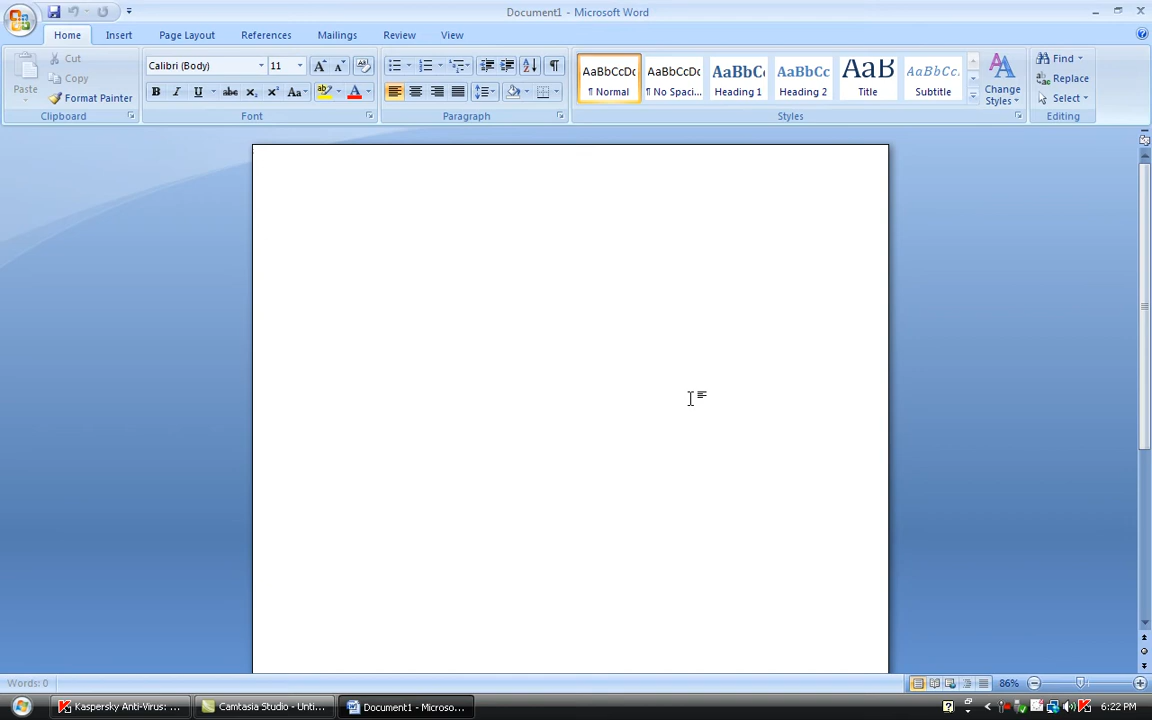 Document1 - Microsoft Word
Home Insert Page Layout References Mailings Review View
Paste
Cut
Copy
Format Painter
Clipboard
Calibri (Body) 11
Font
Paragraph
AaBbCcDc AaBbCcDc AaBbC AaBbCc AaB AaBbCc.
¶ Normal ¶ No Spaci... Heading 1 Heading 2 Title Subtitle
Change Styles
Styles
Find
Replace
Select
Editing
Words: 0
86%
Kaspersky Anti-Virus: ... Camtasia Studio - Unti... Document1 - Microso... 6:22 PM